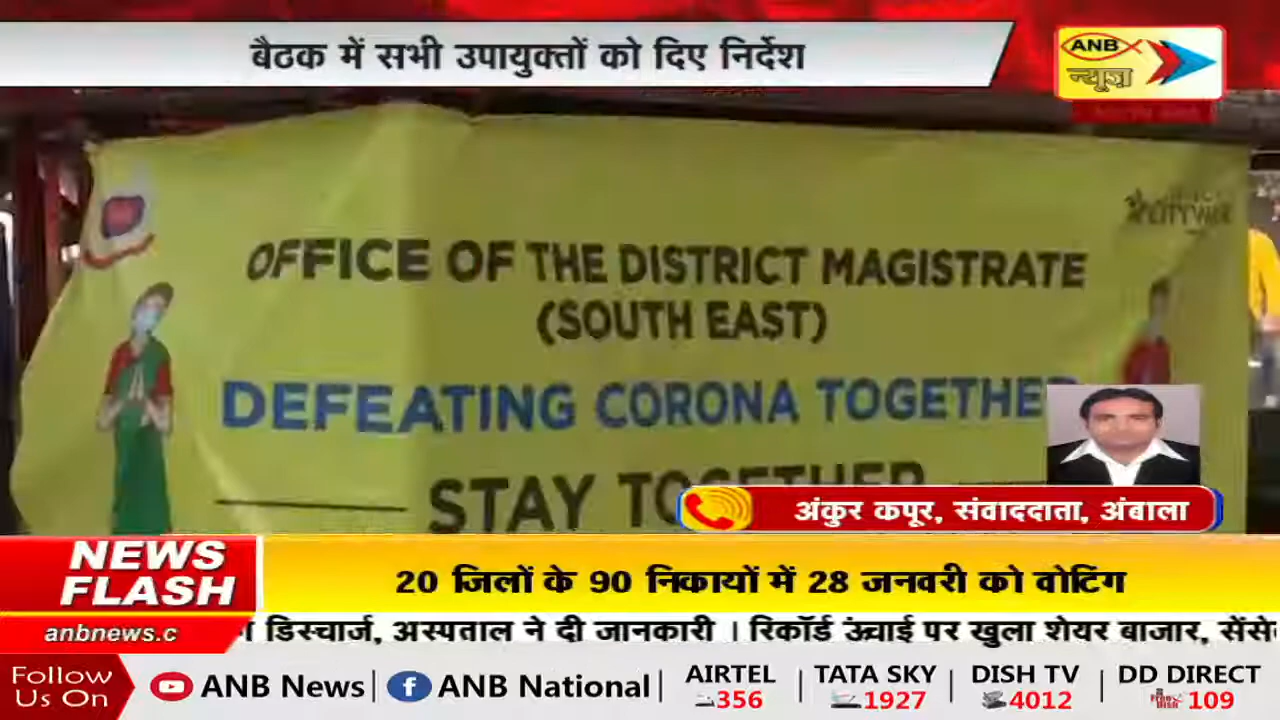 बैठक में सभी उपायुक्तों को दिए निर्देश
ANB
न्यूज़
OFFICE OF THE DISTRICT MAGISTRATE
(SOUTH EAST)
DEFEATING CORONA TOGETHE
STAY TOGETHER
अंकुर कपूर, संवाददाता, अंबाला
NEWS
FLASH
20 जिलों के 90 निकायों में 28 जनवरी को वोटिंग
anbnews.c
डिस्चार्ज, अस्पताल ने दी जानकारी । रिकॉर्ड ऊंचाई पर खुला शेयर बाजार, सेंसे
Follow
Us On
ANB News
ANB National
AIRTEL
356
TATA SKY
1927
DISH TV
4012
DD DIRECT
109